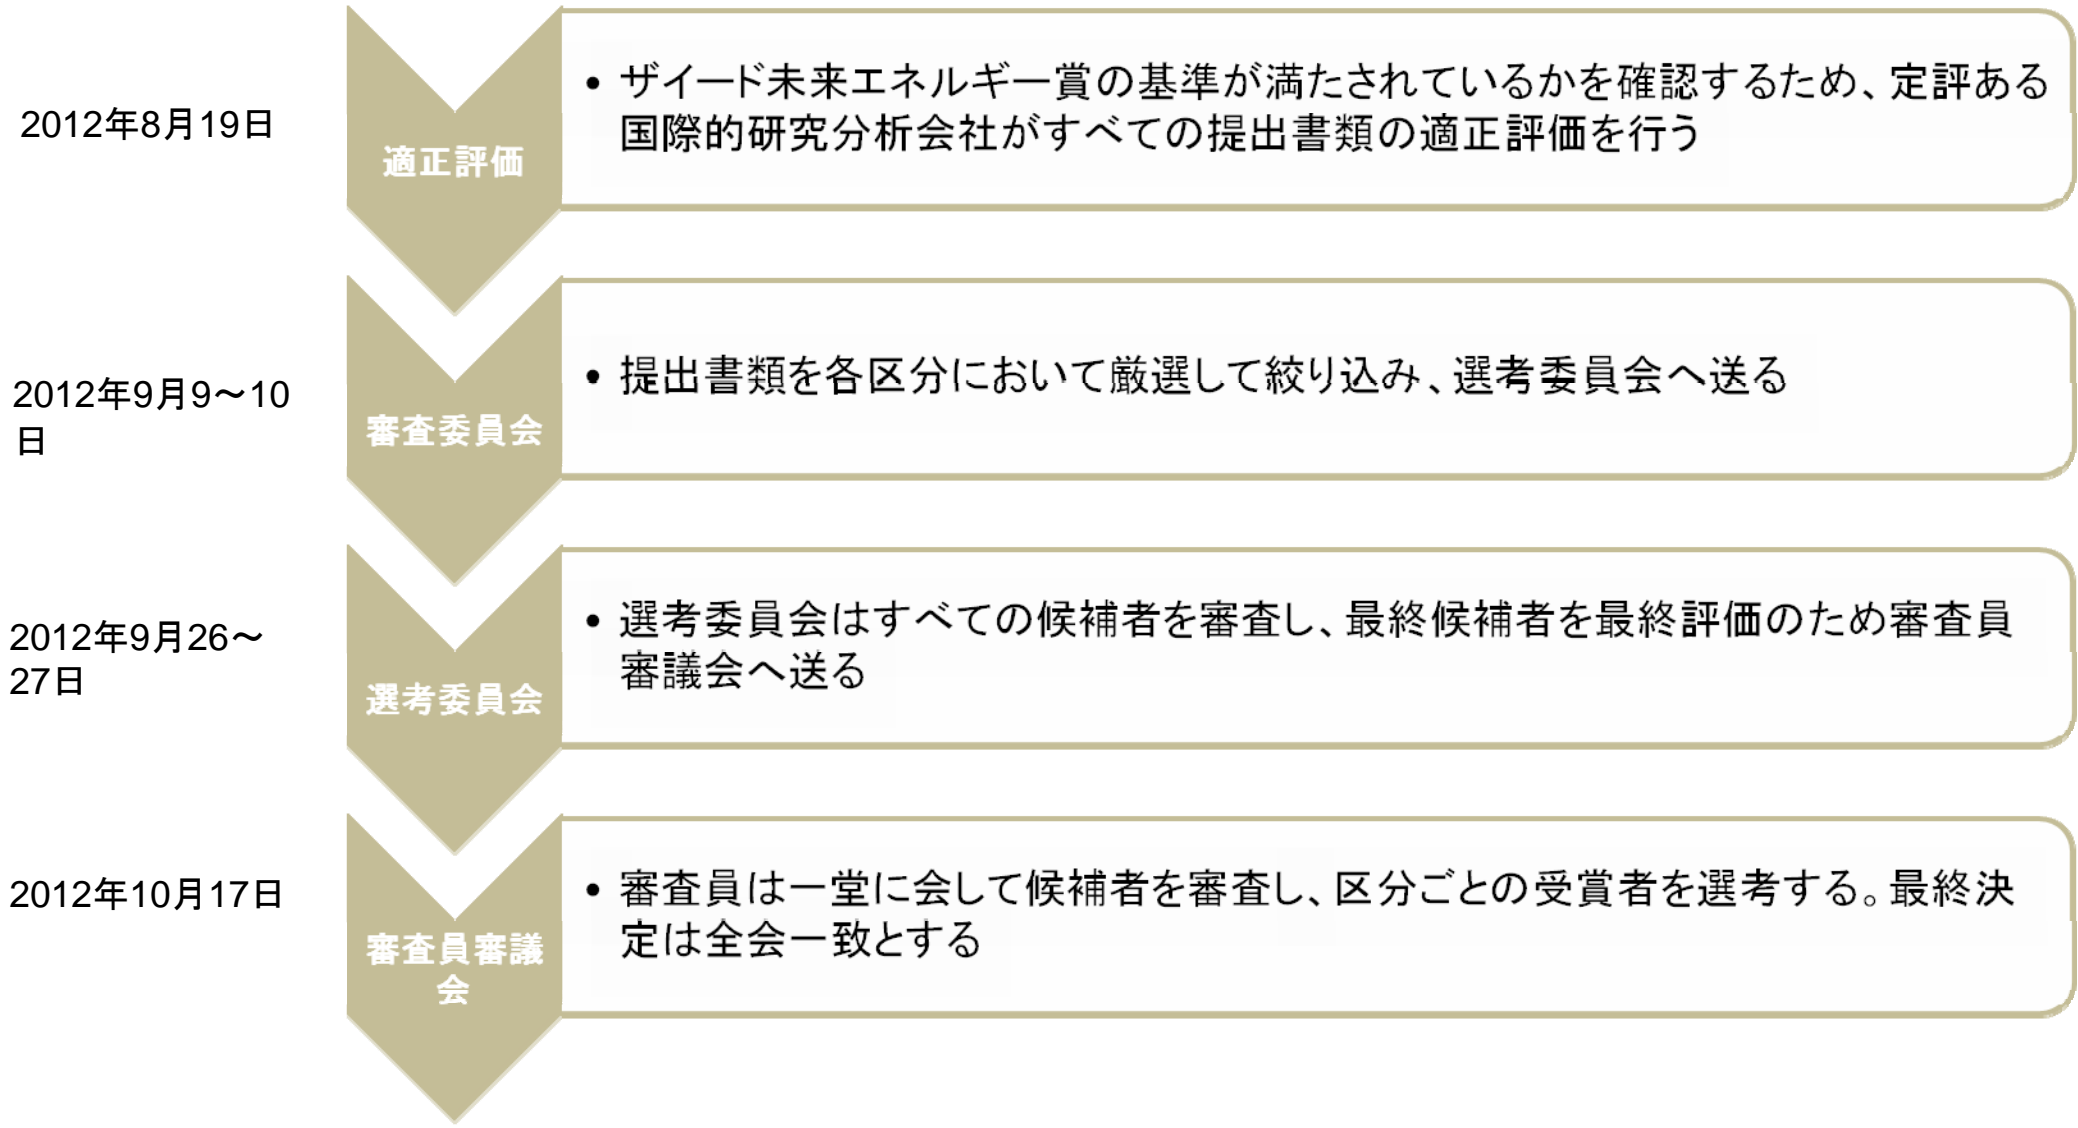 2012年8月19日
適正評価
• ザイード未来エネルギー賞の基準が満たされているかを確認するため、定評ある
国際的研究分析会社がすべての提出書類の適正評価を行う
2012年9月9～10
日
審査委員会
• 提出書類を各区分において厳選して絞り込み、選考委員会へ送る
2012年9月26～
27日
選考委員会
• 選考委員会はすべての候補者を審査し、最終候補者を最終評価のため審査員
審議会へ送る
2012年10月17日
審査員審議
会
• 審査員は一堂に会して候補者を審査し、区分ごとの受賞者を選考する。最終決
定は全会一致とする